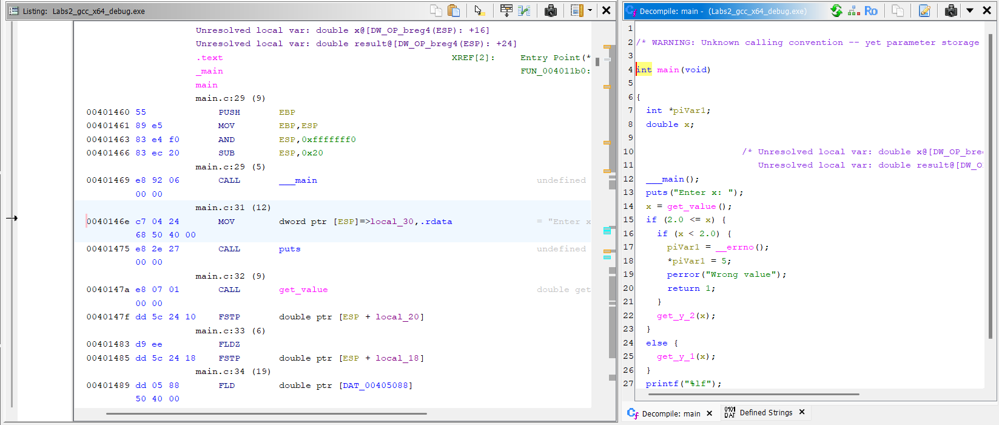 Listing: Labs2_gcc_x64_debug.exe
Unresolved local var: double x@[DW_OP_breg4(ESP): +16]
Unresolved local var: double result@[DW_OP_breg4(ESP): +24]
.text XREF[2]: Entry Point(*
_main FUN_004011b0:
main
main.c:29 (9)
00401460 55 PUSH EBP
00401461 89 e5 MOV EBP,ESP
00401463 83 e4 f0 AND ESP,0xfffffff0
00401466 83 ec 20 SUB ESP,0x20
main.c:29 (5)
00401469 e8 92 06 CALL ___main undefined
00 00
main.c:31 (12)
0040146e c7 04 24 MOV dword ptr [ESP]=>local_30,.rdata = "Enter x
68 50 40 00
00401475 e8 2e 27 CALL puts undefined
00 00
main.c:32 (9)
0040147a e8 07 01 CALL get_value double get
00 00
0040147f dd 5c 24 10 FSTP double ptr [ESP + local_20]
main.c:33 (6)
00401483 d9 ee FLDZ
00401485 dd 5c 24 18 FSTP double ptr [ESP + local_18]
main.c:34 (19)
00401489 dd 05 88 FLD double ptr [DAT_00405088]
50 40 00
Decompile: main - (Labs2_gcc_x64_debug.exe)
Ro
1
2 /* WARNING: Unknown calling convention -- yet parameter storage
3
4 int main(void)
5
6 {
7 int *piVar1;
8 double x;
9
10 /* Unresolved local var: double x@[DW_OP_bre
11 Unresolved local var: double result@[DW_O
12 ___main();
13 puts("Enter x: ");
14 x = get_value();
15 if (2.0 <= x) {
16 if (x < 2.0) {
17 piVar1 = __errno();
18 *piVar1 = 5;
19 perror("Wrong value");
20 return 1;
21 }
22 get_y_2(x);
23 }
24 else {
25 get_y_1(x);
26 }
27 printf("%lf");
Decompile: main
0101 DAT Defined Strings